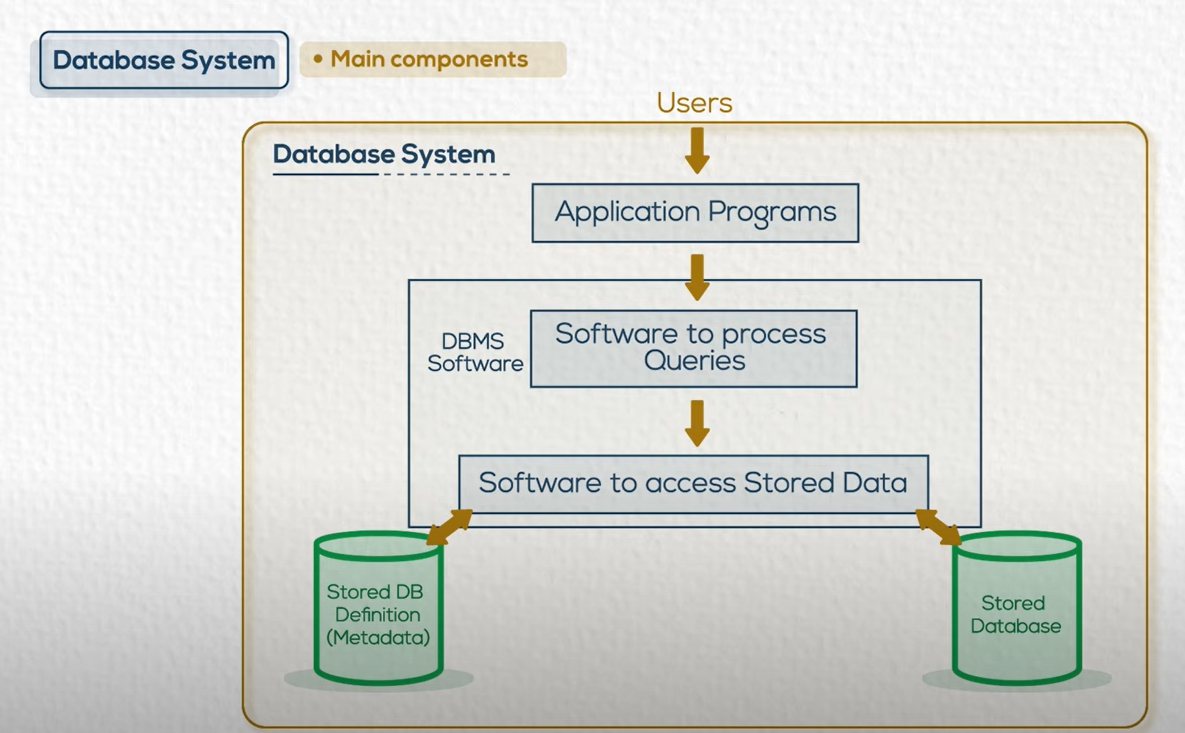 Database System
• Main components
Users
Database System
Application Programs
DBMS
Software
Software to process
Queries
Software to access Stored Data
Stored DB
Definition
(Metadata)
Stored
Database